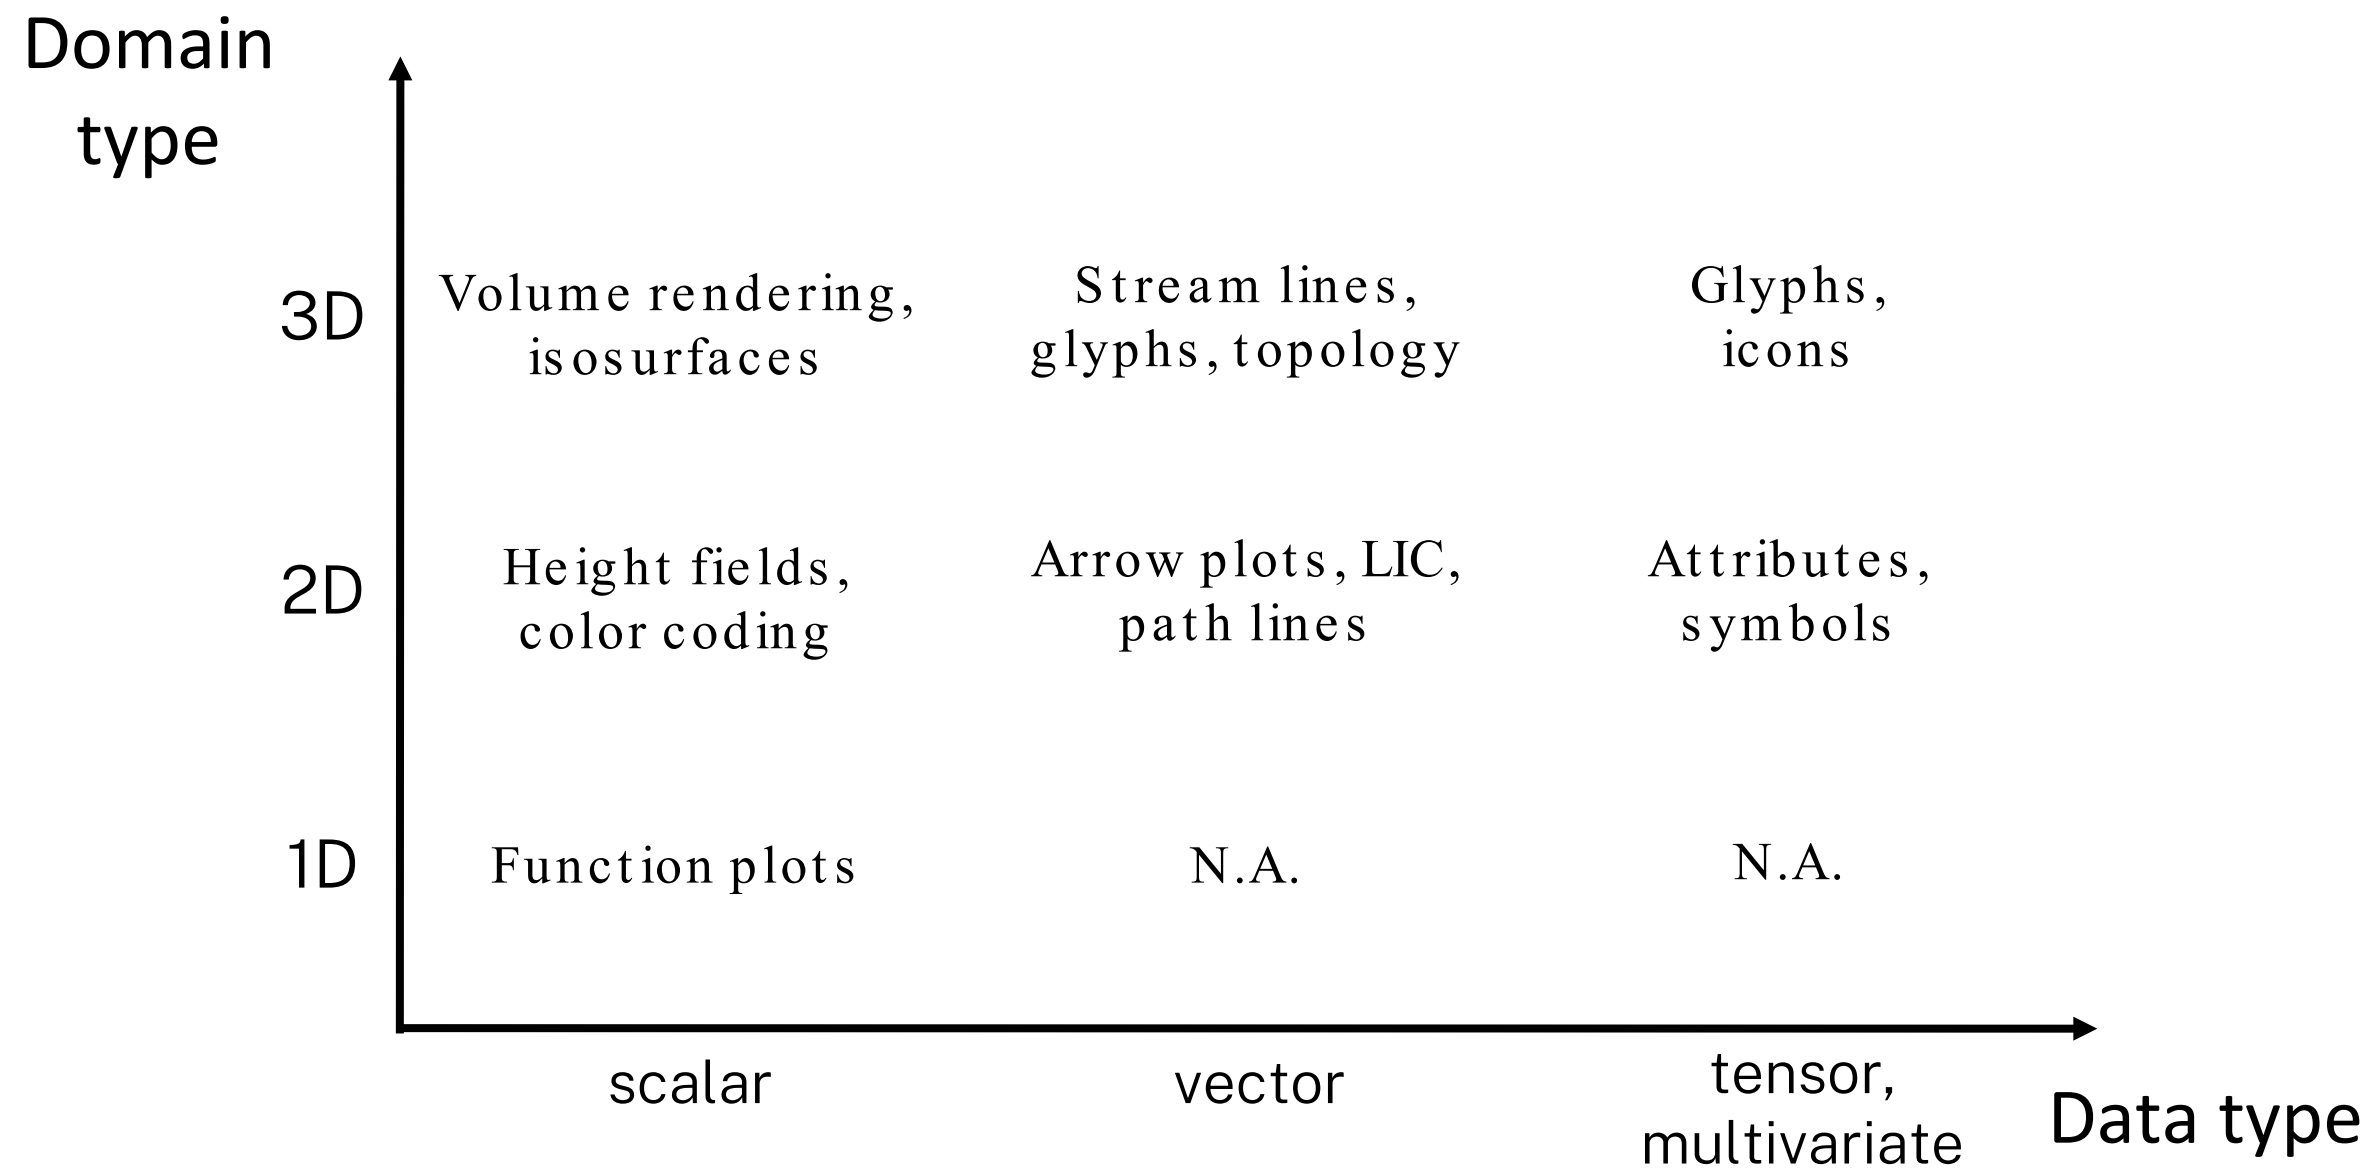 Domain
type
3D
Volume rendering,
isosurfaces
Stream lines,
glyphs, topology
Glyphs,
icons
2D
Height fields,
color coding
Arrow plots, LIC,
path lines
Attributes,
symbols
1D
Function plots
N.A.
N.A.
scalar
vector
tensor,
multivariate
Data type